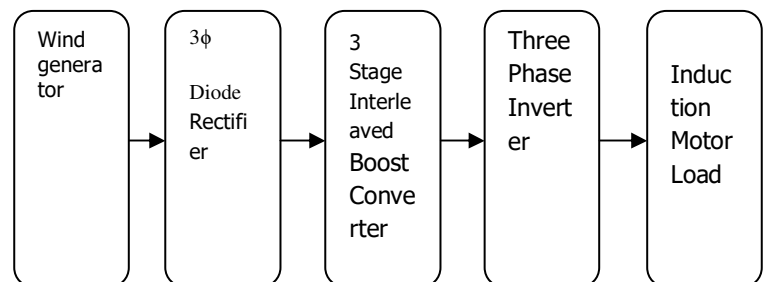 Wind
genera
tor
3ϕ
Diode
Rectifi
er
3
Stage
Interle
aved
Boost
Conve
rter
Three
Phase
Invert
er
Induc
tion
Motor
Load